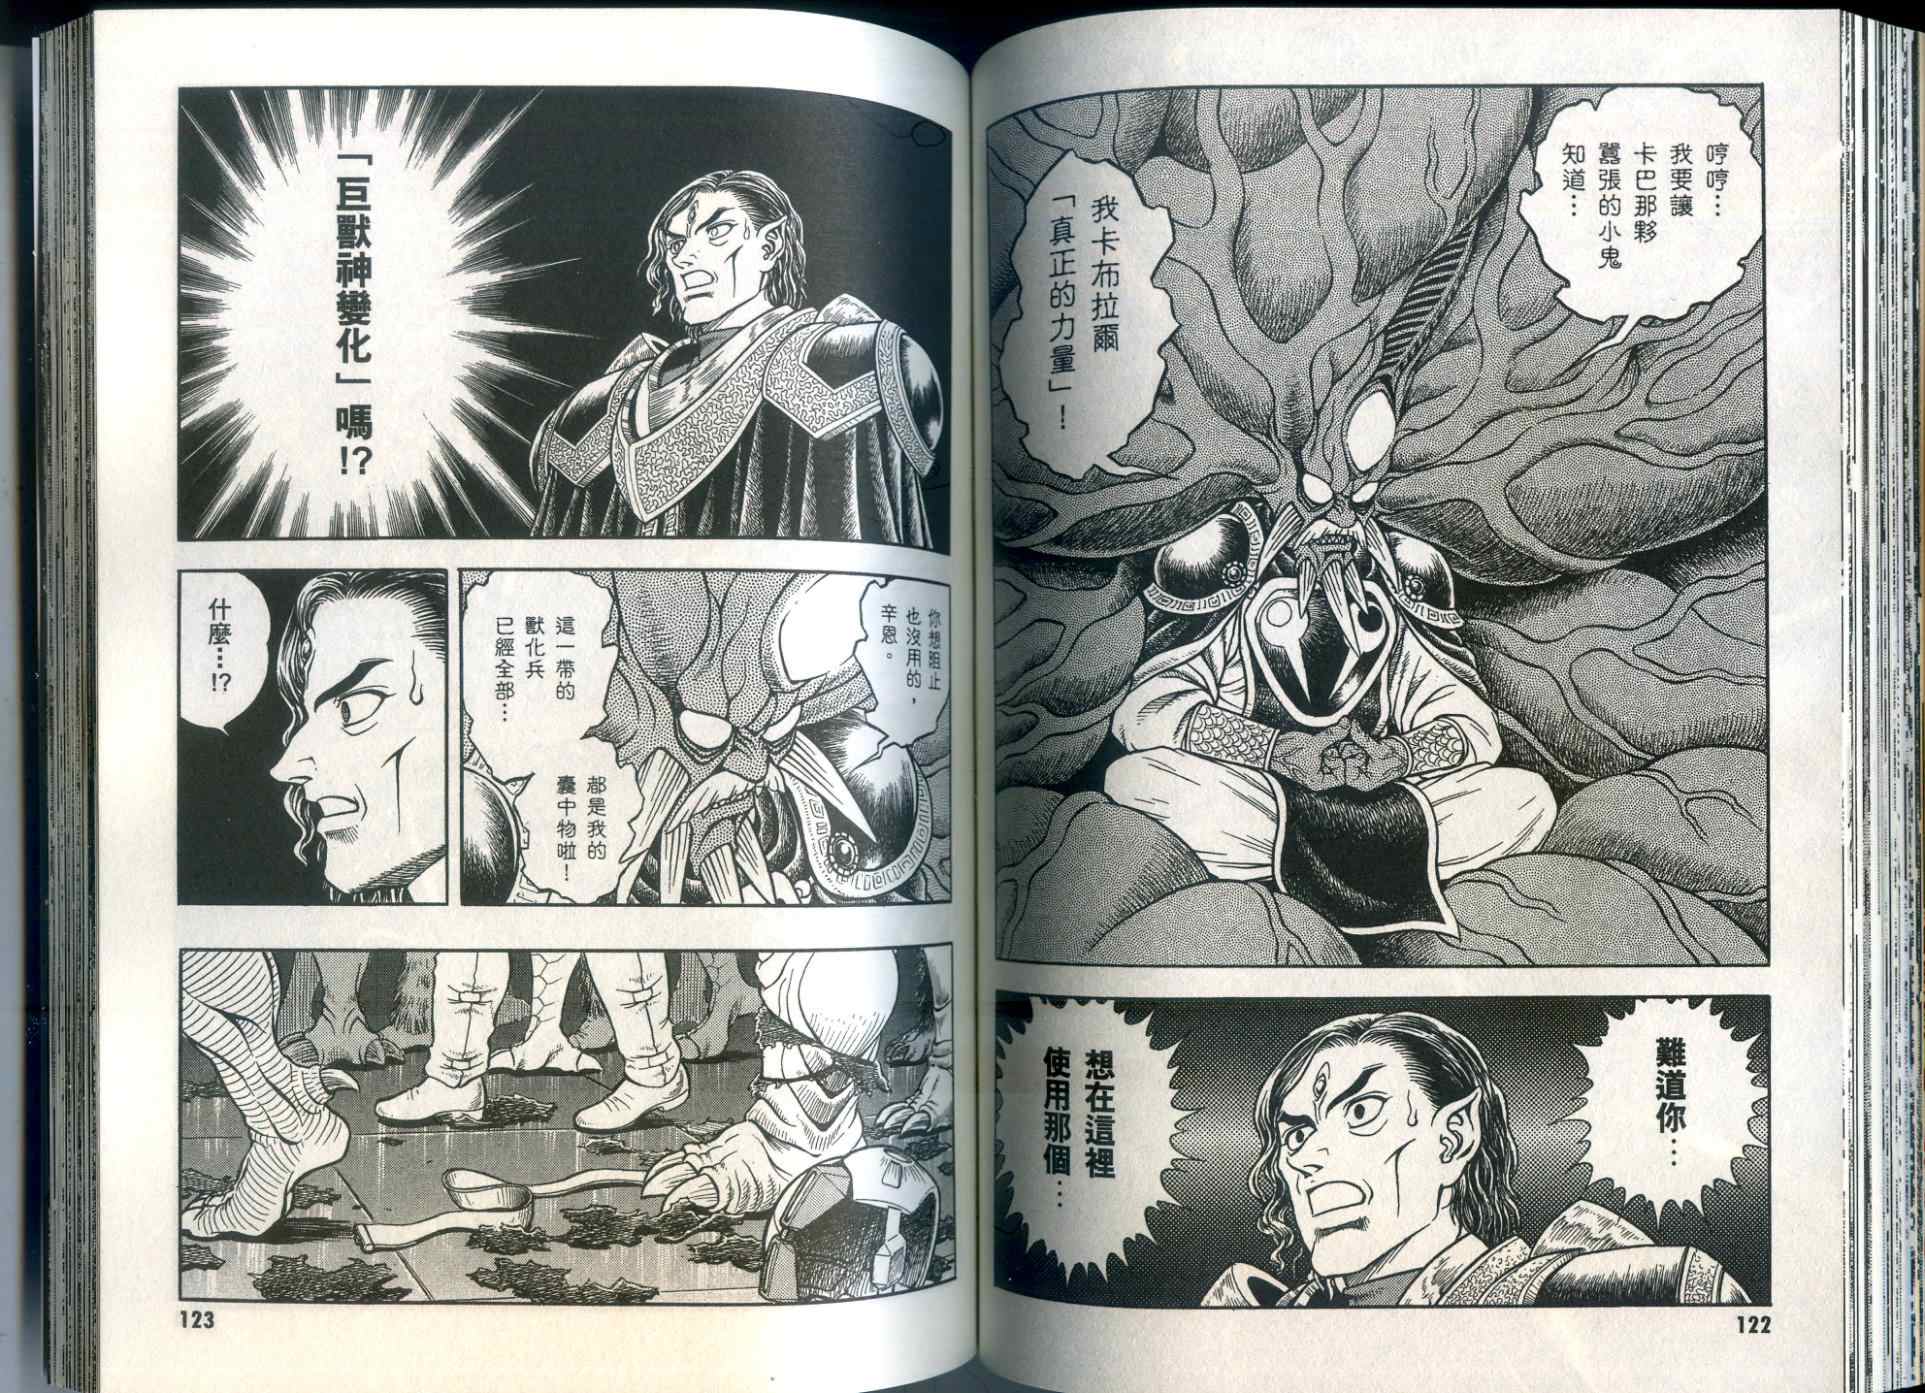 哼哼…
我要讓
卡巴那夥
囂張的小鬼
知道…
我卡布拉爾
「真正的力量」！
難道你…
想在這裡
使用那個…
122
「巨獸神變化」嗎!?
你想阻止
也沒用的，
辛恩。
這一帶的
獸化兵
已經全部…
都是我的
囊中物啦！
什麼…!?
123